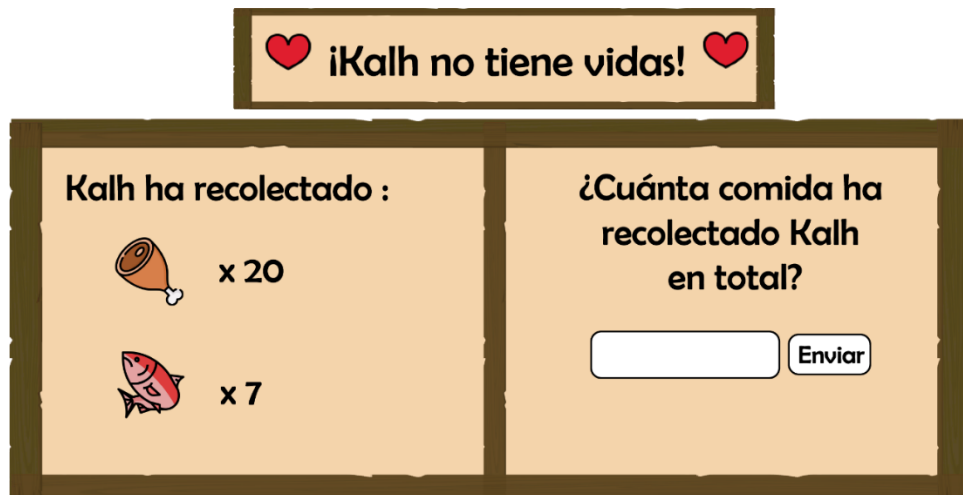 ¡Kalh no tiene vidas!
Kalh ha recolectado :
x 20
x 7
¿Cuánta comida ha
recolectado Kalh
en total?
Enviar